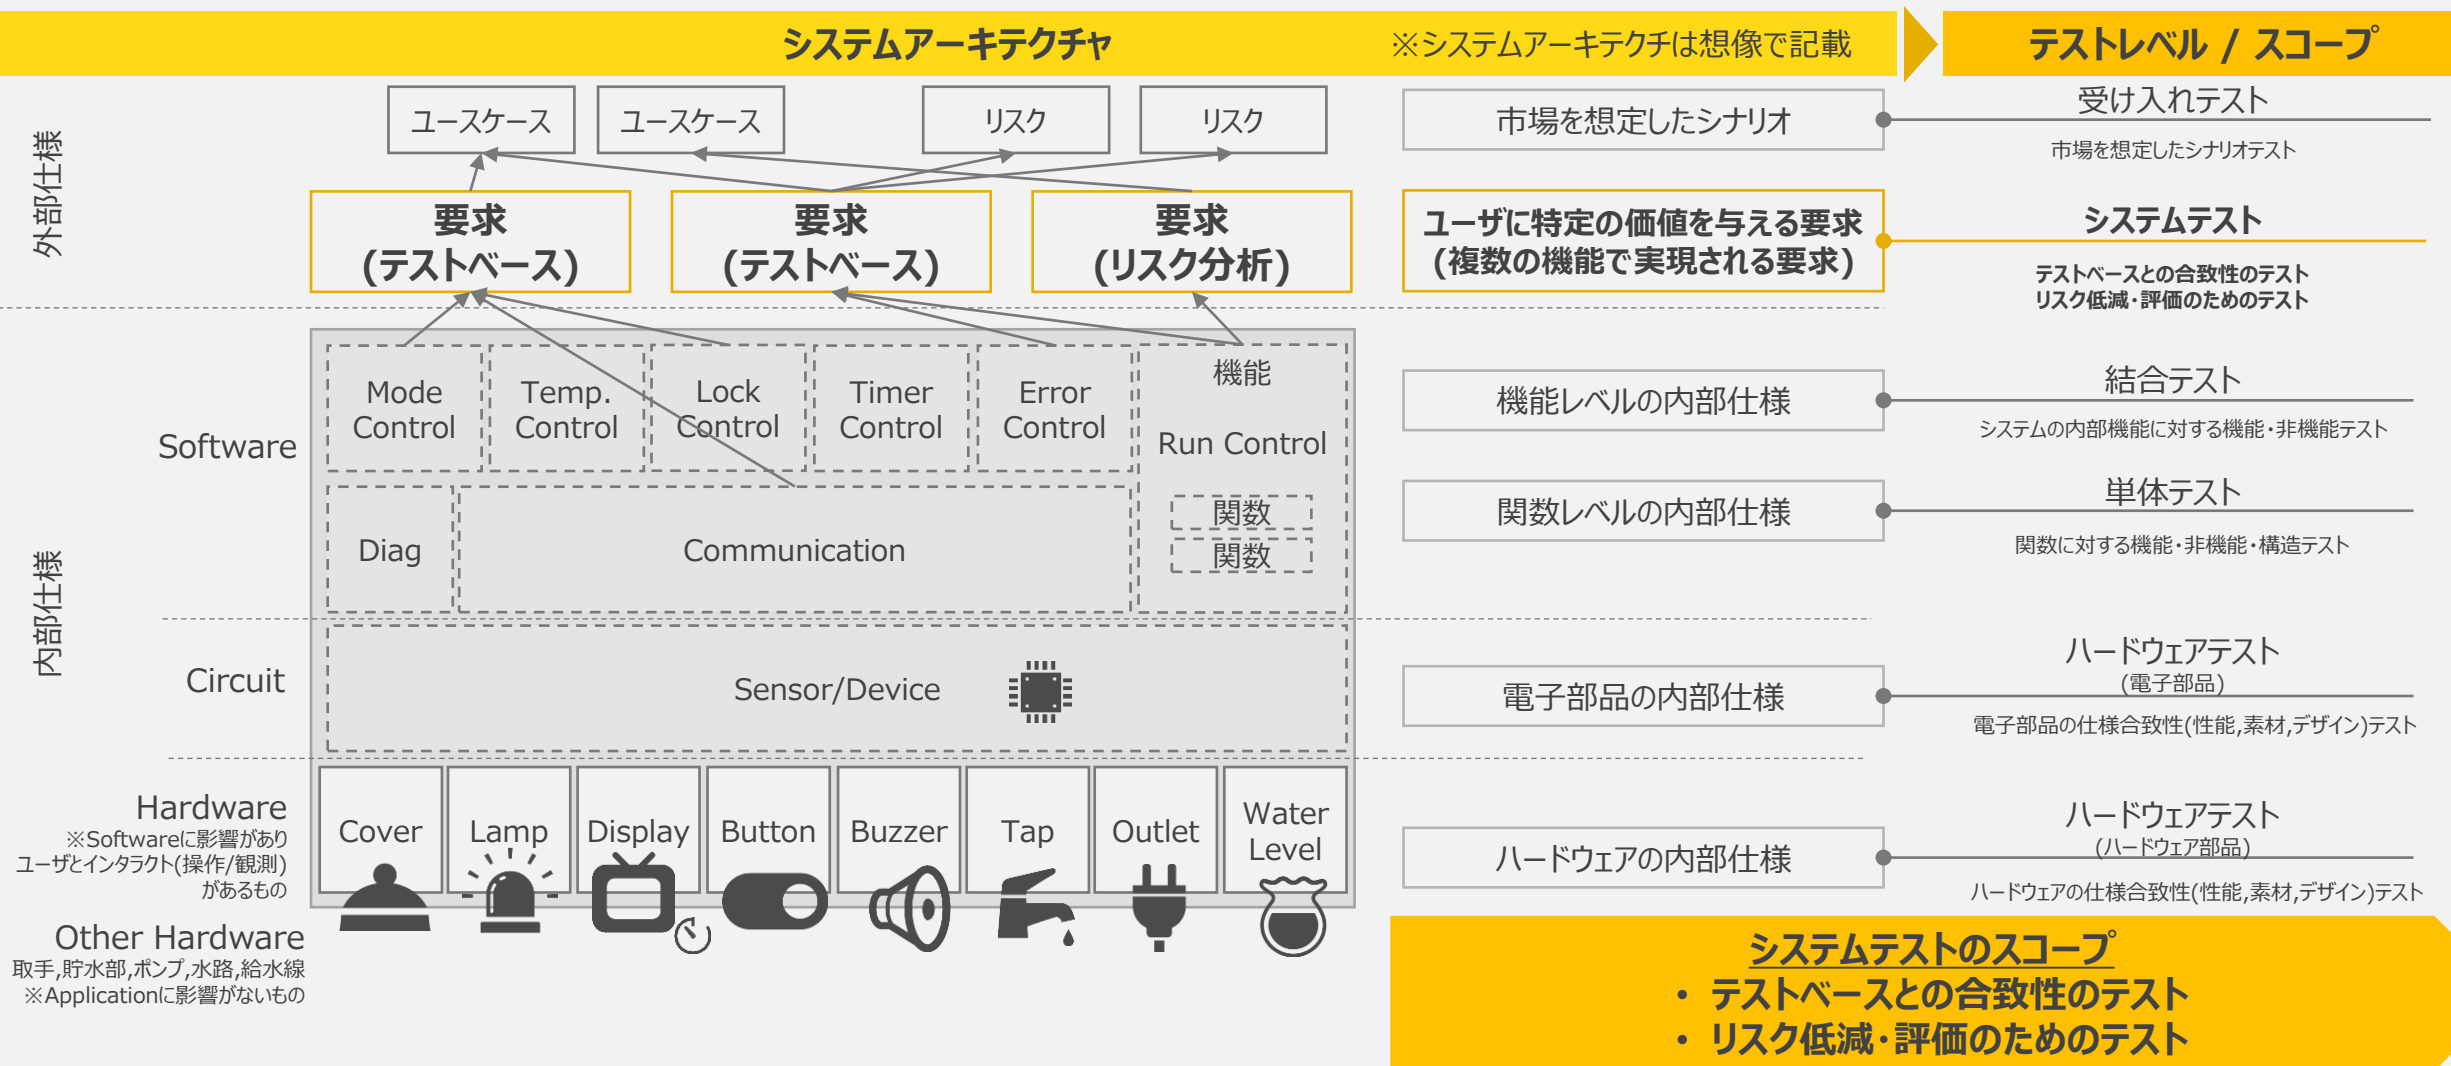 システムアーキテクチャ
※システムアーキテクチは想像で記載
テストレベル / スコープ
外部仕様
ユースケース
ユースケース
リスク
リスク
市場を想定したシナリオ
受け入れテスト
市場を想定したシナリオテスト
要求
(テストベース)
要求
(テストベース)
要求
(リスク分析)
ユーザに特定の価値を与える要求
(複数の機能で実現される要求)
システムテスト
テストベースとの合致性のテスト
リスク低減・評価のためのテスト
内部仕様
Software
Mode
Control
Temp.
Control
Lock
Control
Timer
Control
Error
Control
機能
Run Control
関数
関数
Diag
Communication
機能レベルの内部仕様
結合テスト
システムの内部機能に対する機能・非機能テスト
関数レベルの内部仕様
単体テスト
関数に対する機能・非機能・構造テスト
Circuit
Sensor/Device
電子部品の内部仕様
ハードウェアテスト
(電子部品)
電子部品の仕様合致性(性能,素材,デザイン)テスト
Hardware
※Softwareに影響があり
ユーザとインタラクト(操作/観測)
があるもの
Cover
Lamp
Display
Button
Buzzer
Tap
Outlet
Water
Level
ハードウェアの内部仕様
ハードウェアテスト
(ハードウェア部品)
ハードウェアの仕様合致性(性能,素材,デザイン)テスト
Other Hardware
取手,貯水部,ポンプ,水路,給水線
※Applicationに影響がないもの
システムテストのスコープ
• テストベースとの合致性のテスト
• リスク低減・評価のためのテスト